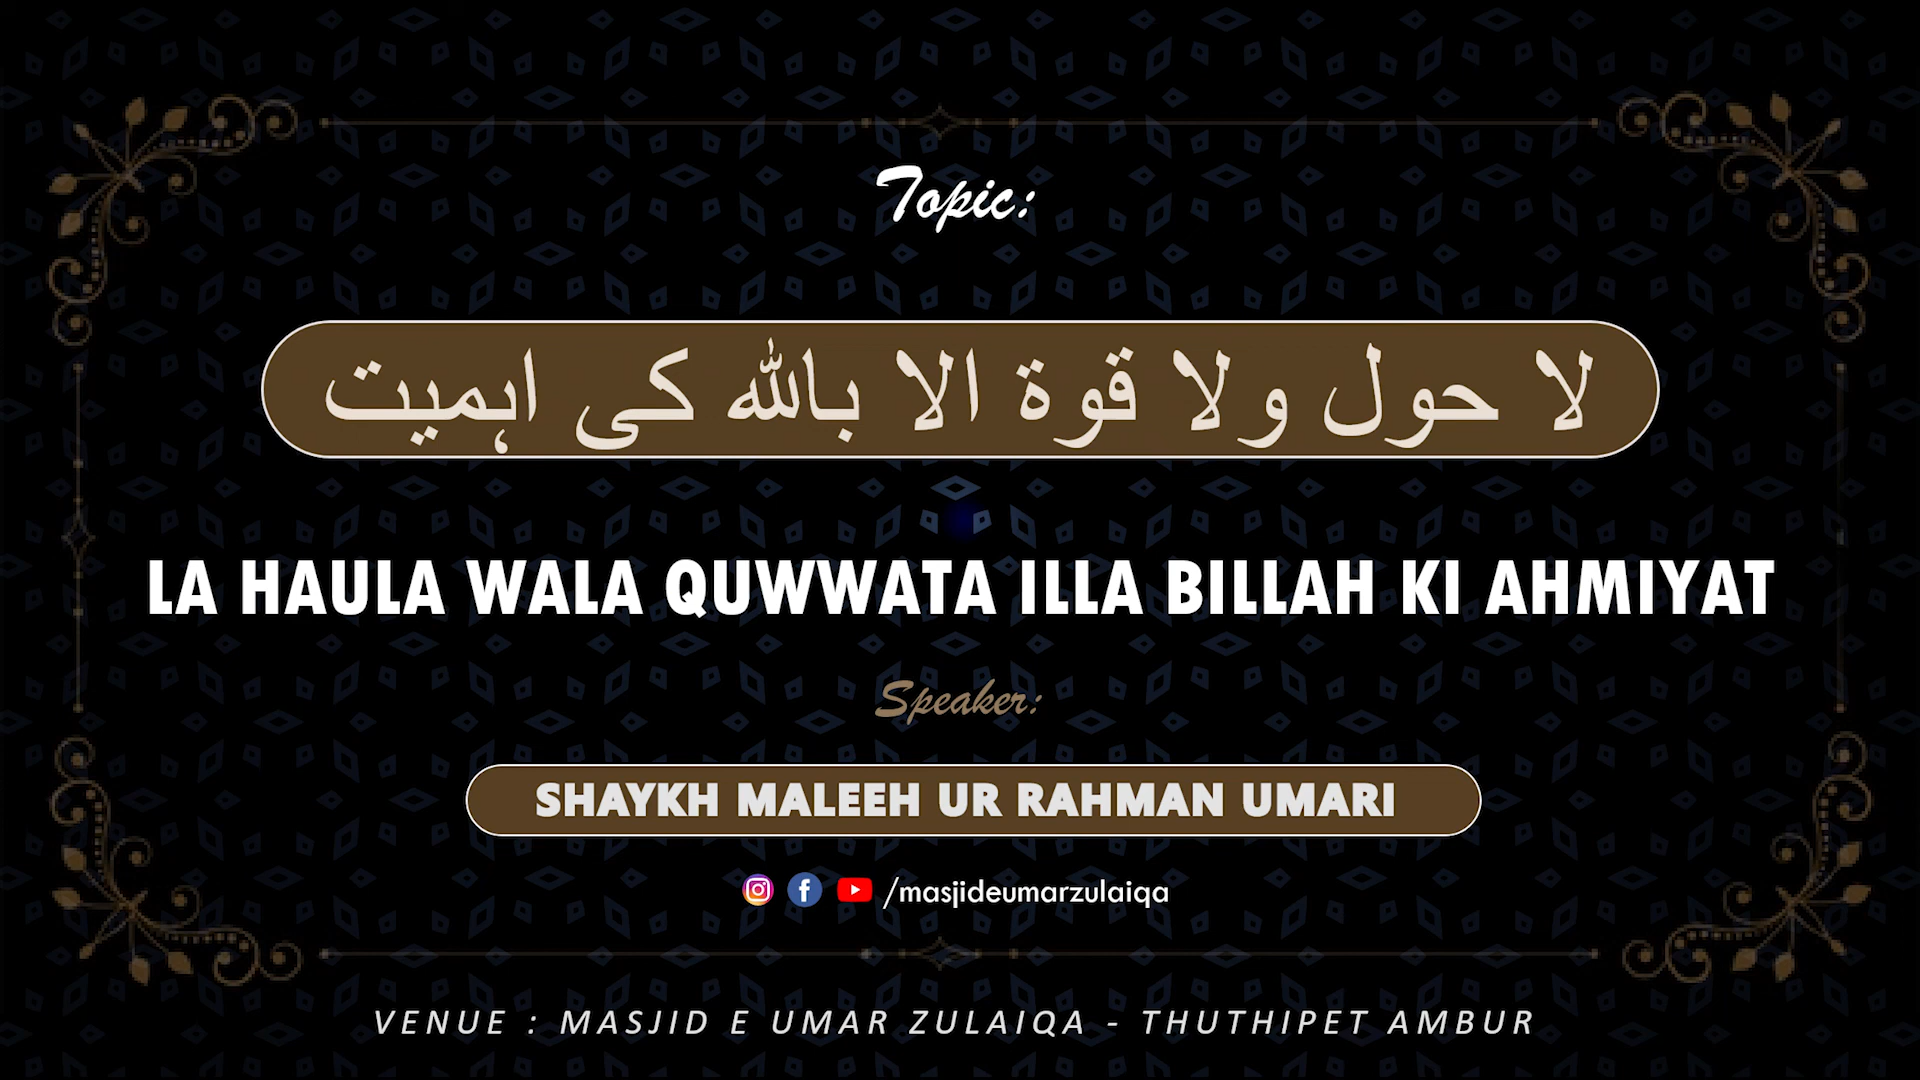 Topic:
لا حول ولا قوة الا بالله کی اہمیت
LA HAULA WALA QUWWATA ILLA BILLAH KI AHMIYAT
Speaker:
SHAYKH MALEEH UR RAHMAN UMARI
/masjideumarzulaiqa
VENUE : MASJID E UMAR ZULAIQA - THUTHIPET AMBUR